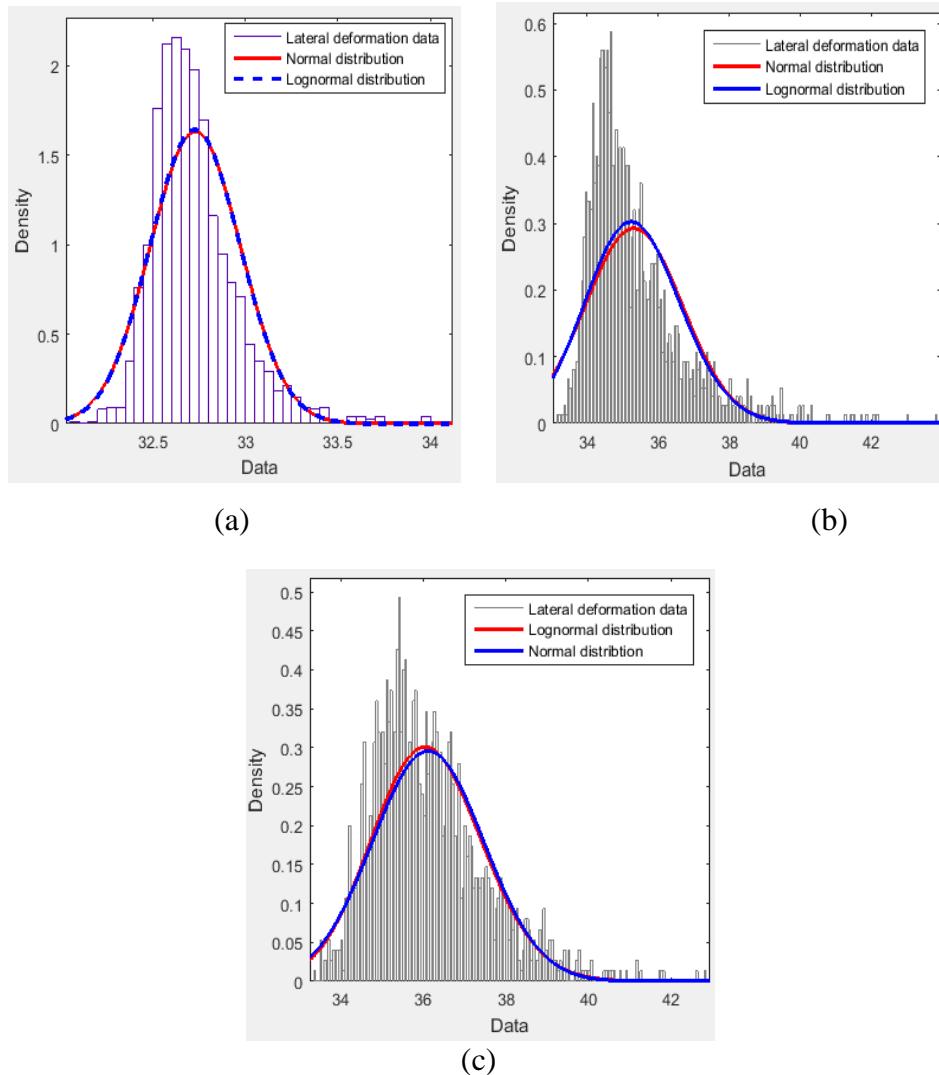 Lateral deformation data
Normal distribution
Lognormal distribution
2
1.5
1
0.5
0
Density
32.5 33 33.5 34
Data
(a)
0.6
0.5
0.4
0.3
0.2
0.1
0
Density
Lateral deformation data
Normal distribution
Lognormal distribution
34 36 38 40 42
Data
(b)
0.5
0.45
0.4
0.35
0.3
0.25
0.2
0.15
0.1
0.05
0
Density
Lateral deformation data
Lognormal distribution
Normal distribtion
34 36 38 40 42
Data
(c)